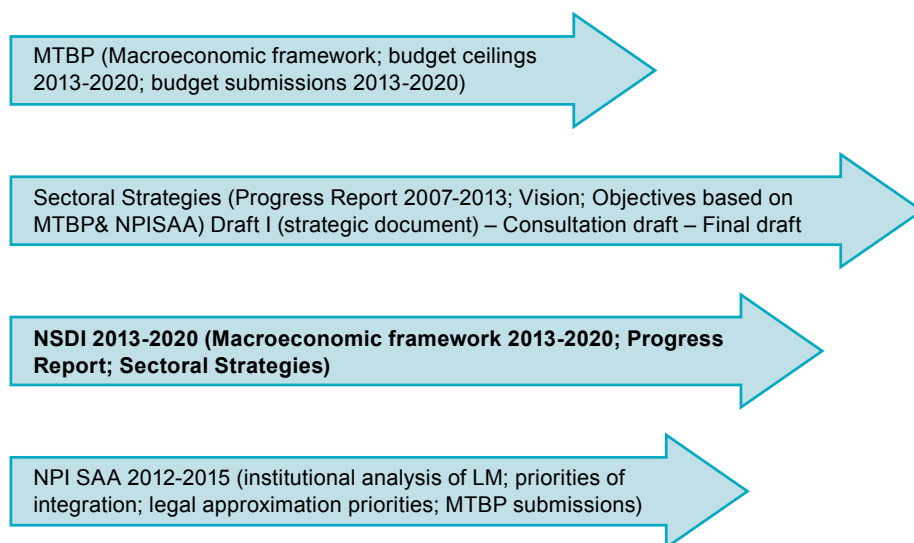 MTBP (Macroeconomic framework; budget ceilings
2013-2020; budget submissions 2013-2020)
Sectoral Strategies (Progress Report 2007-2013; Vision; Objectives based on
MTBP& NPISAA) Draft I (strategic document) – Consultation draft – Final draft
NSDI 2013-2020 (Macroeconomic framework 2013-2020; Progress
Report; Sectoral Strategies)
NPI SAA 2012-2015 (institutional analysis of LM; priorities of
integration; legal approximation priorities; MTBP submissions)